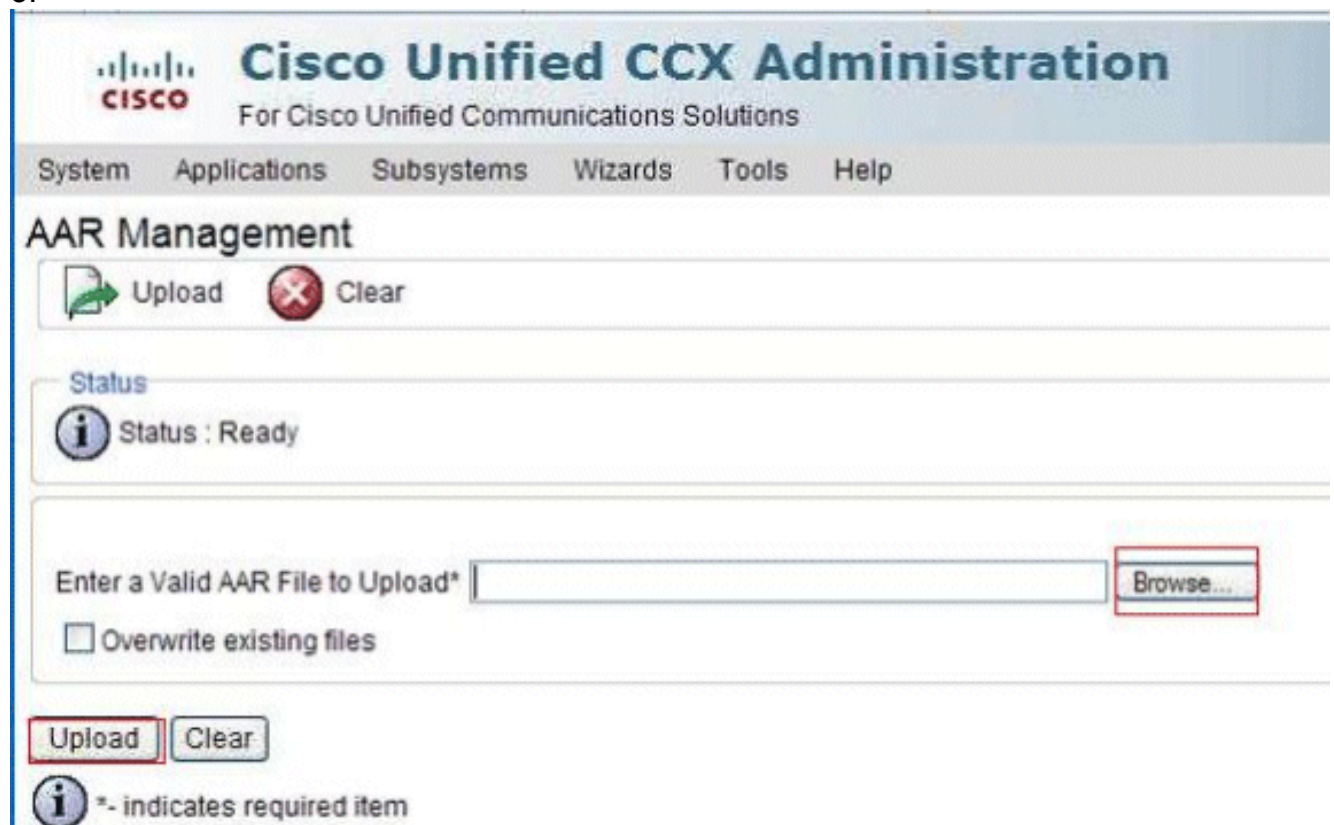 Cisco Unified CCX Administration
CISCO
For Cisco Unified Communications Solutions
System Applications Subsystems Wizards Tools Help
AAR Management
Upload Clear
Status
Status : Ready
Enter a Valid AAR File to Upload* Browse...
Overwrite existing files
Upload Clear
*- indicates required item